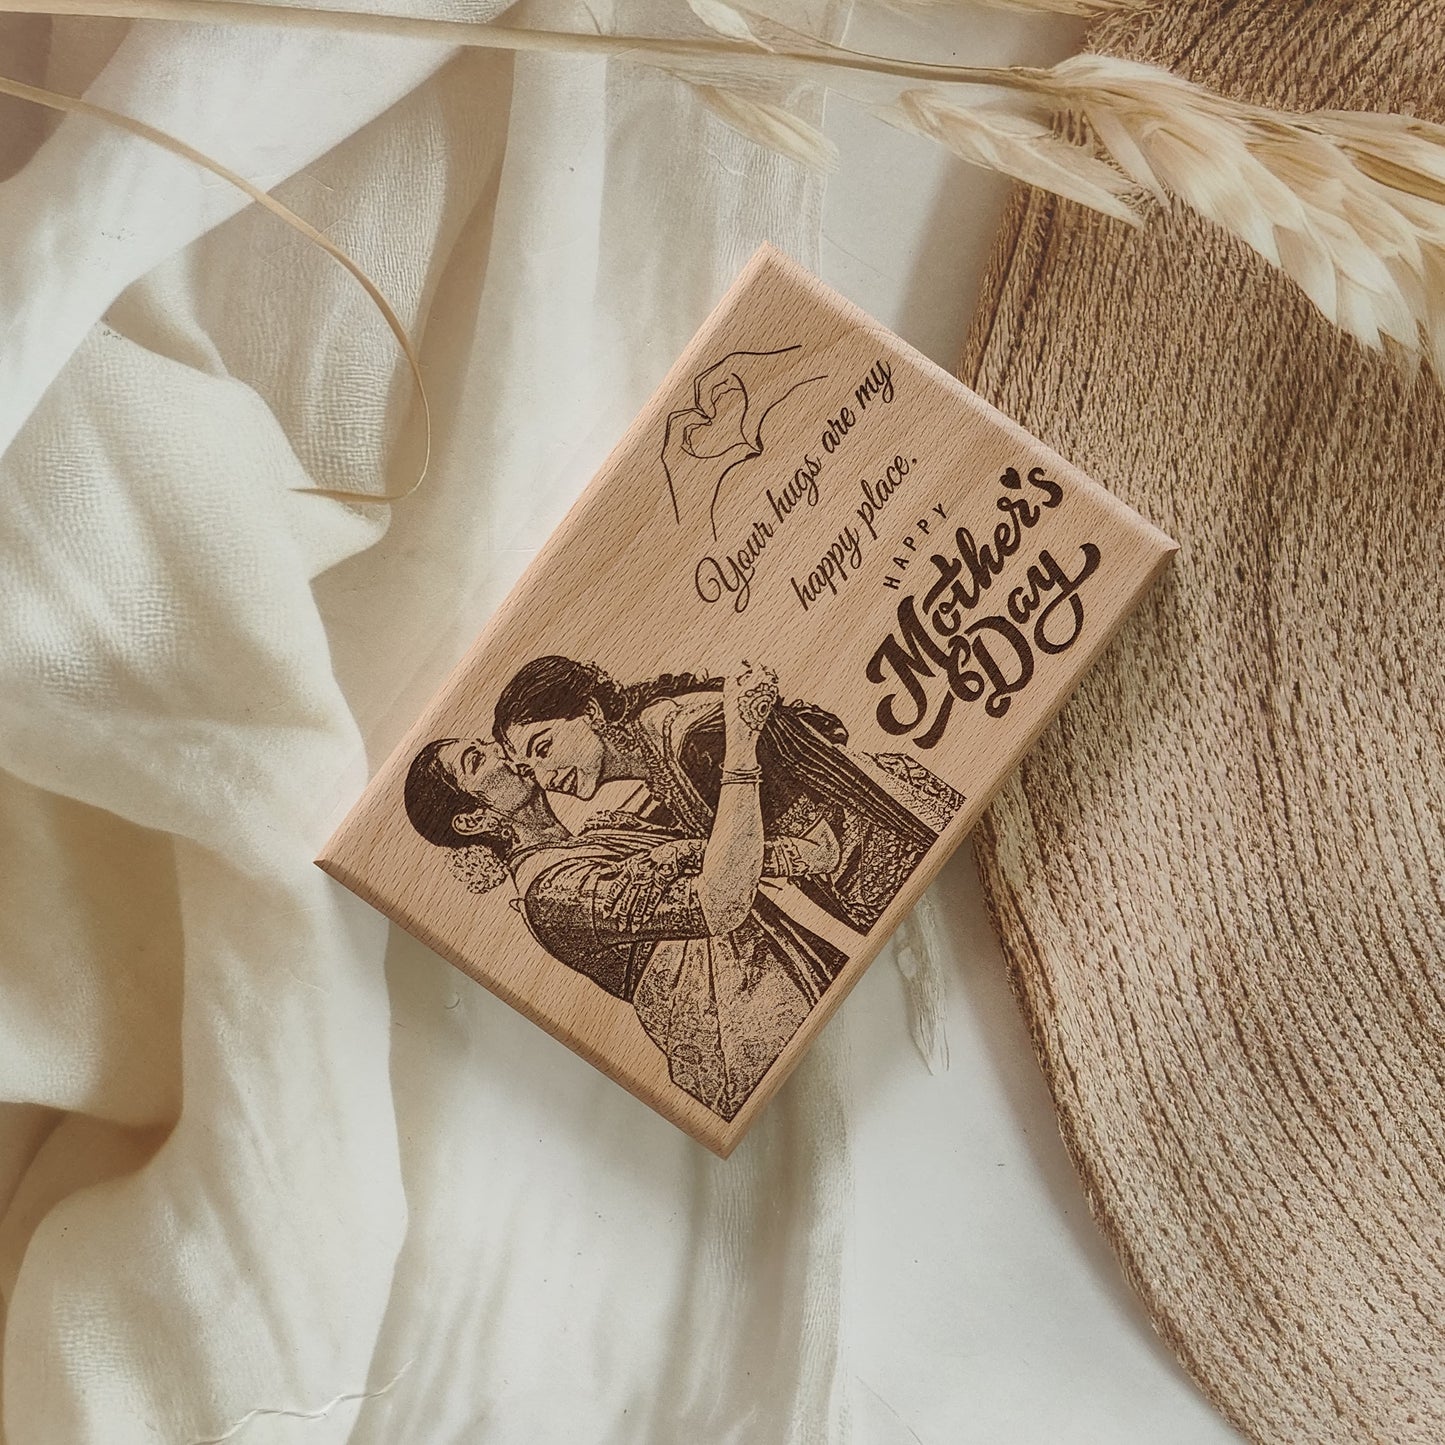 Your hugs are my
happy place.
HAPPY
Mother's
Day